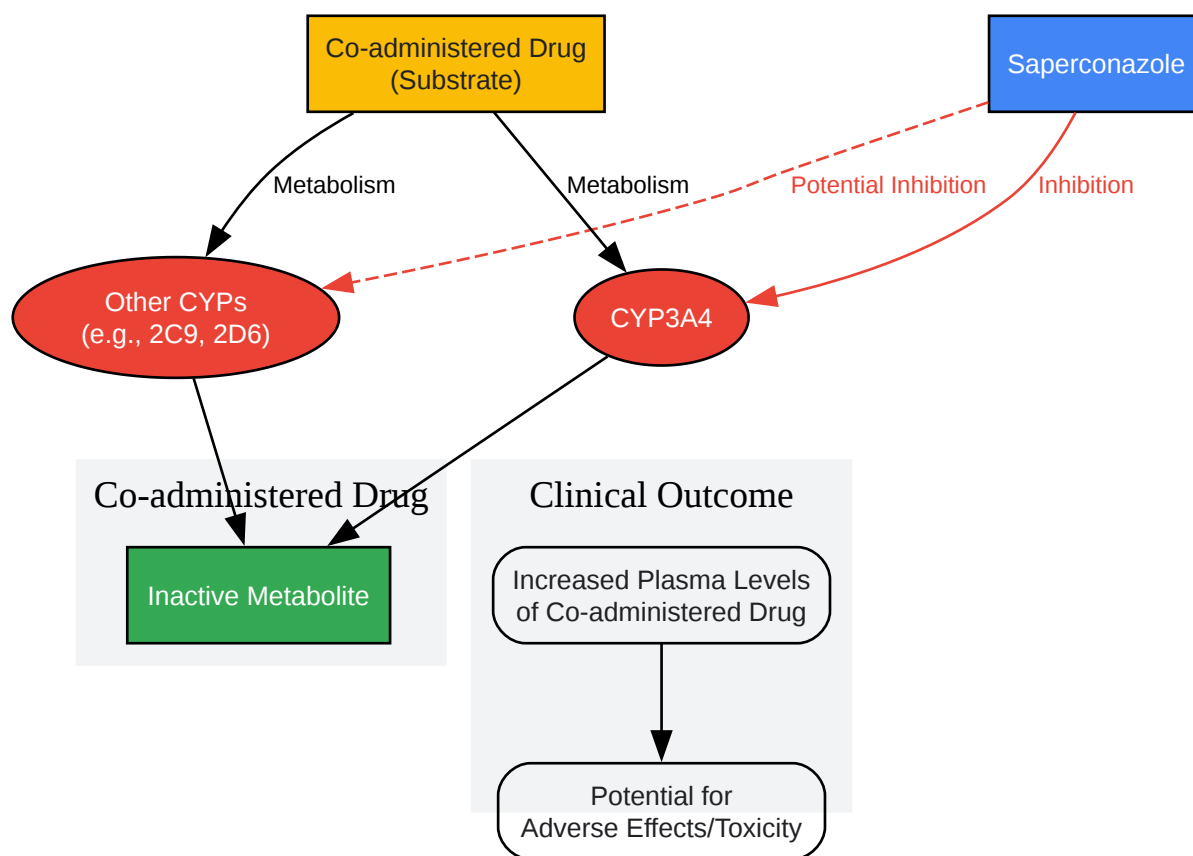 Co-administered Drug
(Substrate)
Saperconazole
Metabolism
Metabolism
Potential Inhibition
Inhibition
Other CYPs
(e.g., 2C9, 2D6)
CYP3A4
Co-administered Drug
Clinical Outcome
Inactive Metabolite
Increased Plasma Levels
of Co-administered Drug
Potential for
Adverse Effects/Toxicity